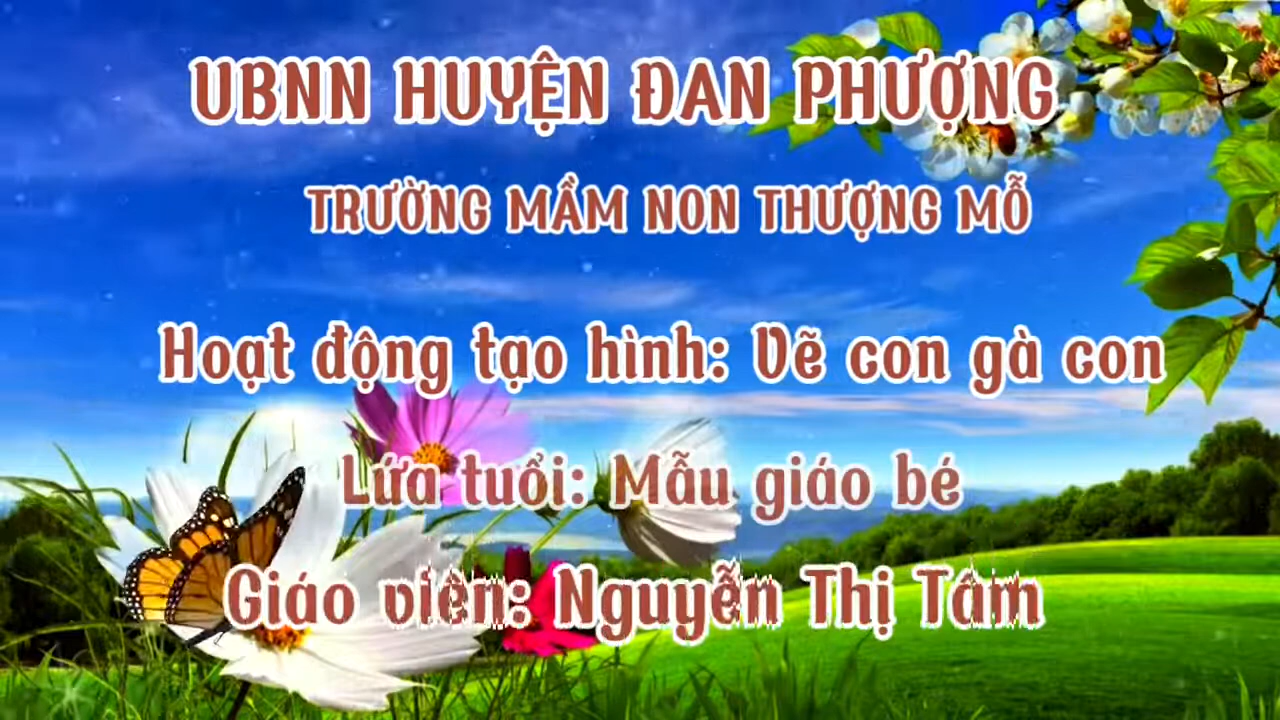 UBNN HUYỆN ĐAN PHƯỢNG
TRƯỜNG MẦM NON THƯỢNG MỖ
Hoạt động tạo hình: Vẽ con gà con
Lứa tuổi: Mẫu giáo bé
Giáo viên: Nguyễn Thị Tâm